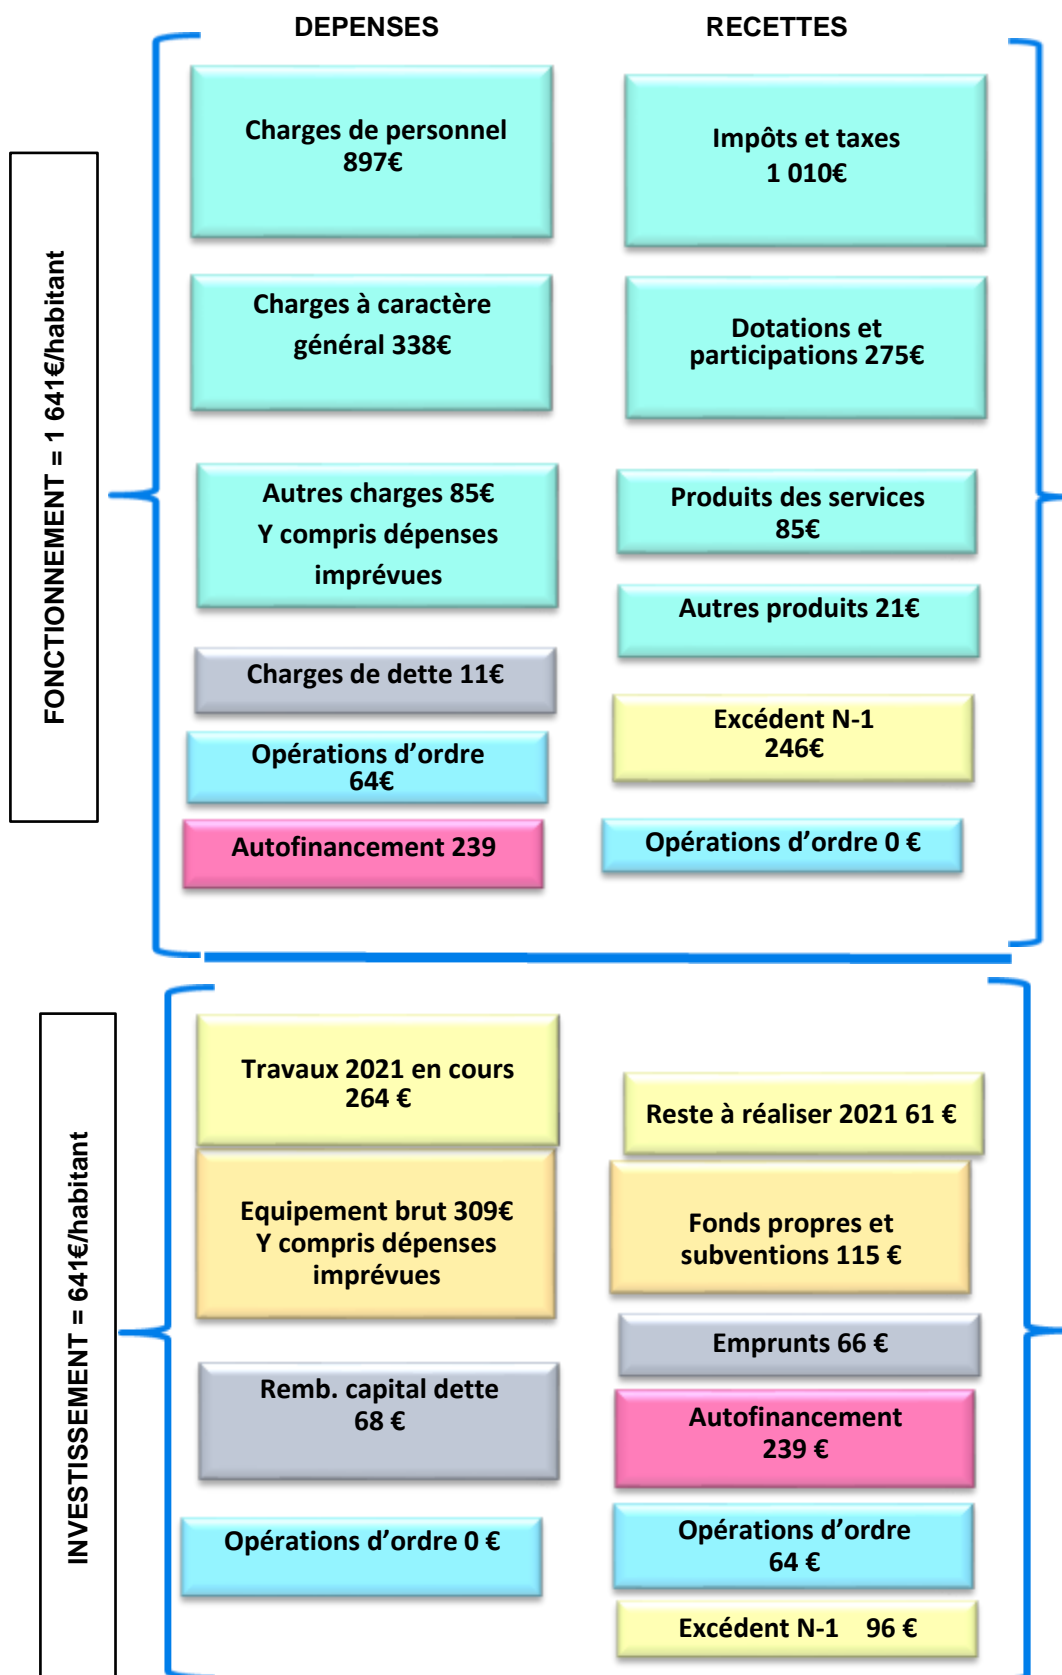 DEPENSES
RECETTES
FONCTIONNEMENT = 1 641€/habitant
Charges de personnel
897€
Charges à caractère
général 338€
Autres charges 85€
Y compris dépenses
imprévues
Charges de dette 11€
Opérations d’ordre
64€
Autofinancement 239
Impôts et taxes
1 010€
Dotations et
participations 275€
Produits des services
85€
Autres produits 21€
Excédent N-1
246€
Opérations d’ordre 0 €
INVESTISSEMENT = 641€/habitant
Travaux 2021 en cours
264 €
Equipement brut 309€
Y compris dépenses
imprévues
Remb. capital dette
68 €
Opérations d’ordre 0 €
Reste à réaliser 2021 61 €
Fonds propres et
subventions 115 €
Emprunts 66 €
Autofinancement
239 €
Opérations d’ordre
64 €
Excédent N-1 96 €